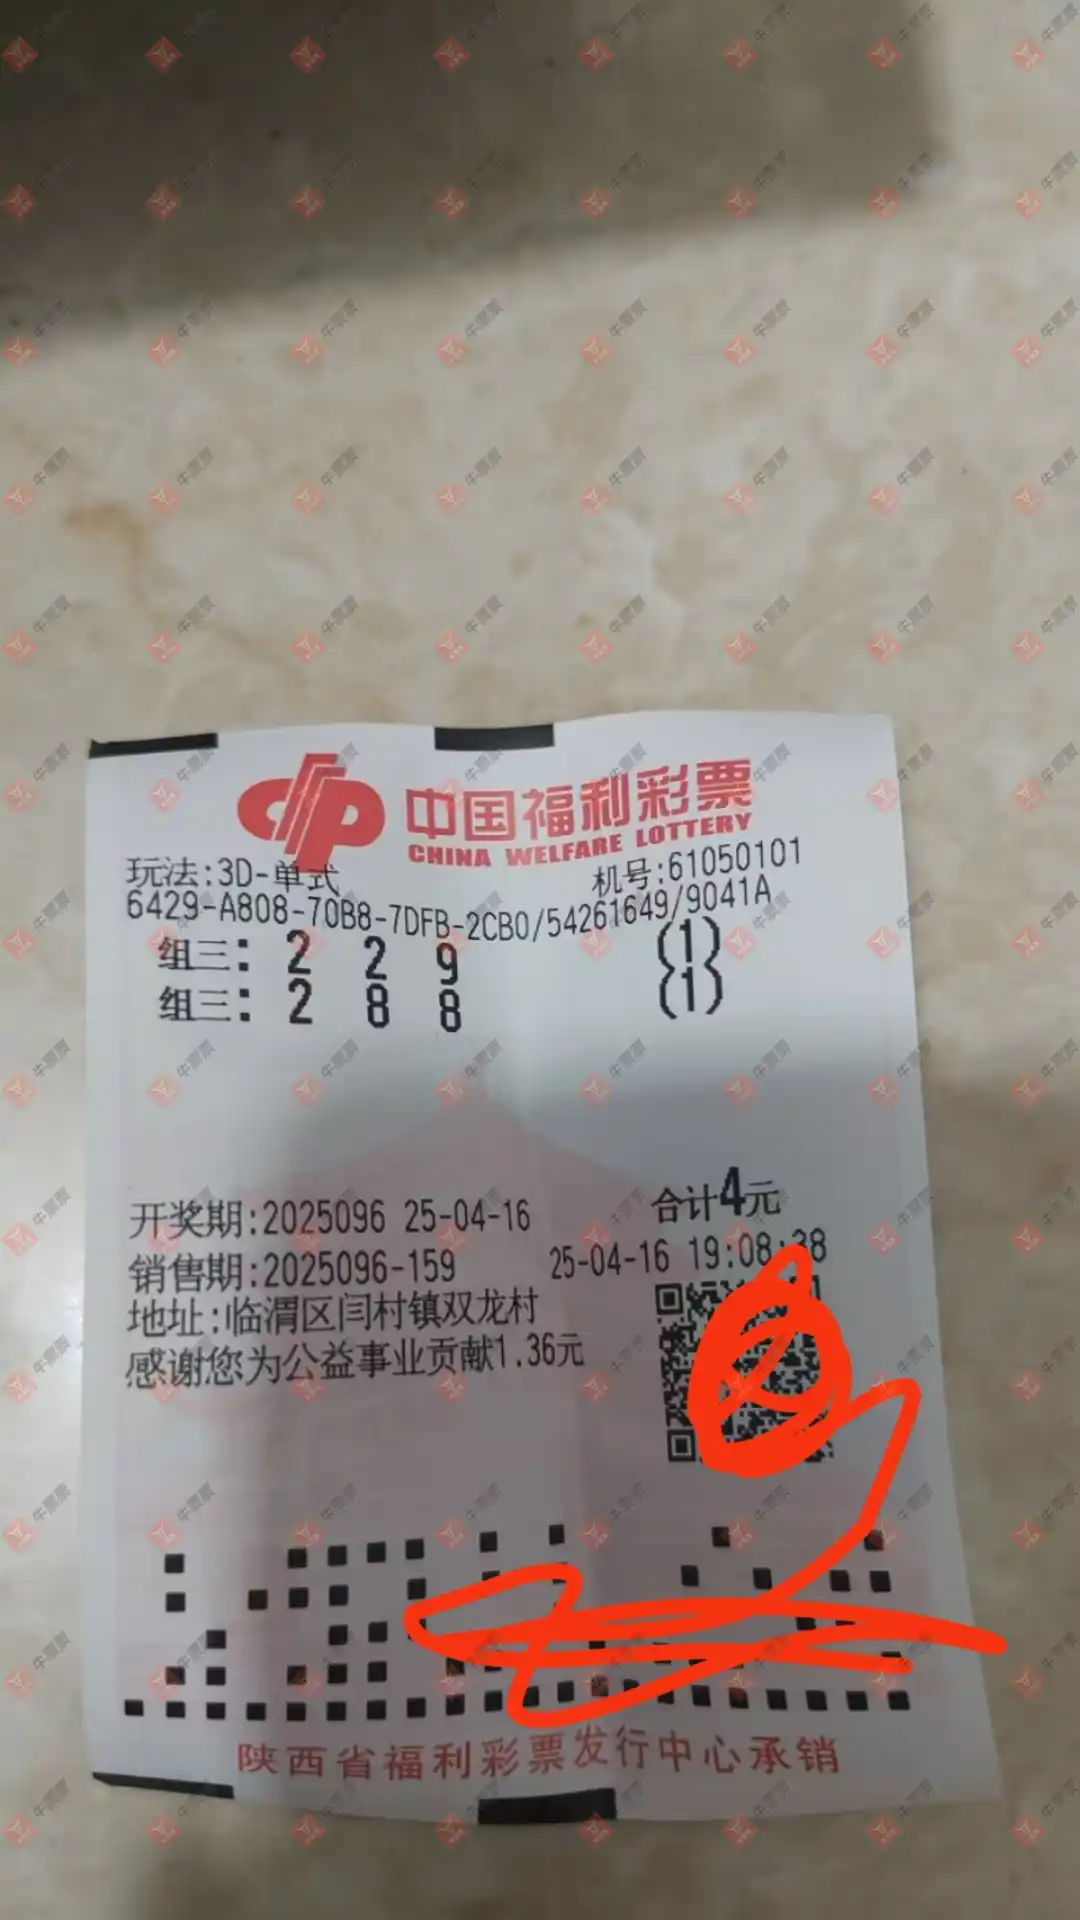 中国福利彩票
CHINA WELFARE LOTTERY
玩法:3D-单式 机号:61050101
6429-A808-70B8-7DFB-2CB0/54261649/9041A
组三: 2 2 9 (1)
组三: 2 8 8 (1)
开奖期:2025096 25-04-16 合计4元
销售期:2025096-159 25-04-16 19:08:38
地址:临渭区闫村镇双龙村
感谢您为公益事业贡献1.36元
陕西省福利彩票发行中心承销